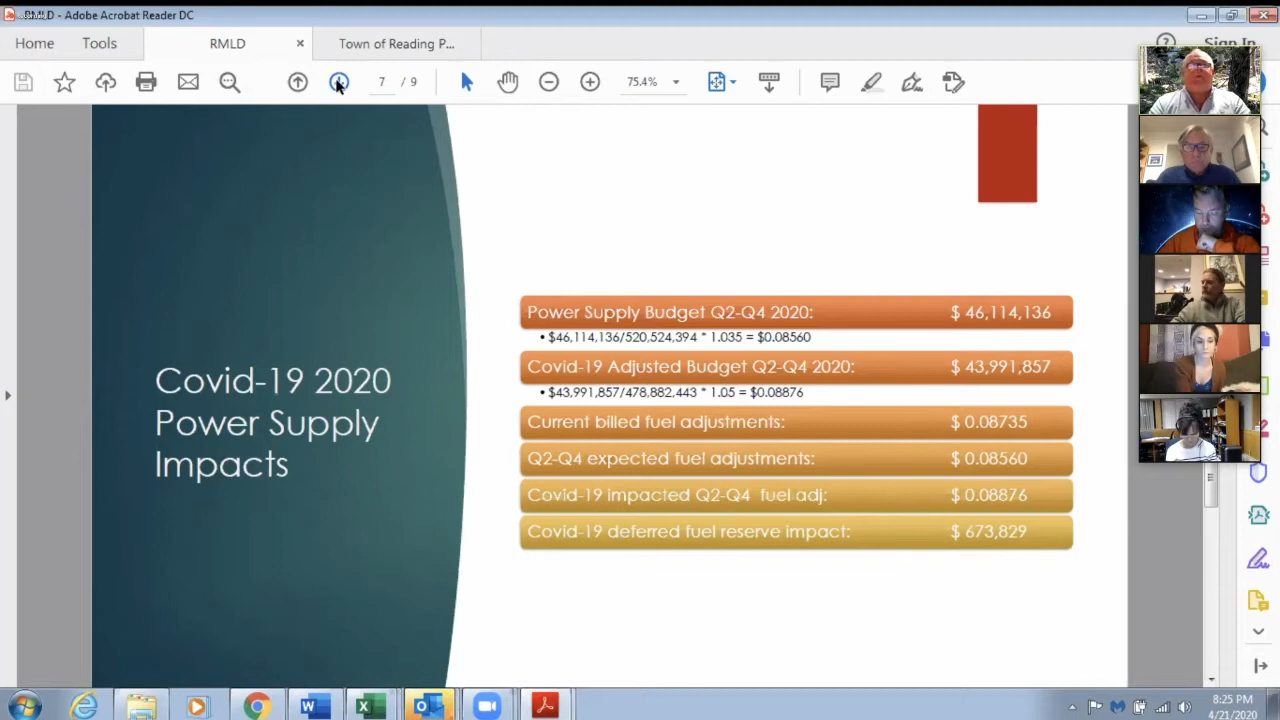 RMLD - Adobe Acrobat Reader DC
Home
Tools
RMLD
×
Town of Reading P...
7 / 9
75.4%
Covid-19 2020
Power Supply
Impacts
Power Supply Budget Q2-Q4 2020: $ 46,114,136
• $46,114,136/520,524,394 * 1.035 = $0.08560
Covid-19 Adjusted Budget Q2-Q4 2020: $ 43,991,857
• $43,991,857/478,882,443 * 1.05 = $0.08876
Current billed fuel adjustments: $ 0.08735
Q2-Q4 expected fuel adjustments: $ 0.08560
Covid-19 impacted Q2-Q4 fuel adj: $ 0.08876
Covid-19 deferred fuel reserve impact: $ 673,829
8:25 PM
4/21/2020